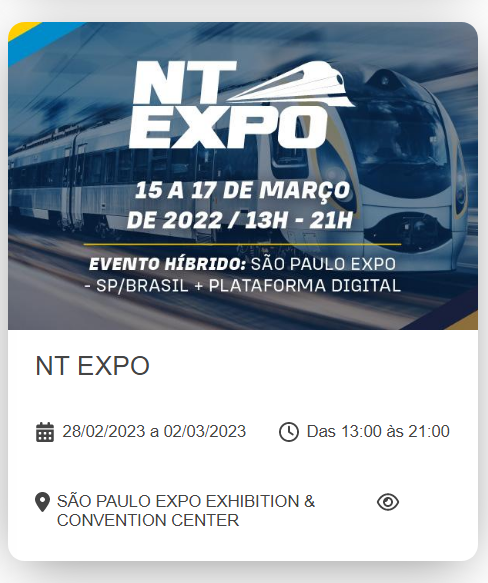 NT
EXPO
15 A 17 DE MARÇO
DE 2022 / 13H - 21H
EVENTO HÍBRIDO: SÃO PAULO EXPO
- SP/BRASIL + PLATAFORMA DIGITAL
NT EXPO
28/02/2023 a 02/03/2023 Das 13:00 às 21:00
SÃO PAULO EXPO EXHIBITION &
CONVENTION CENTER